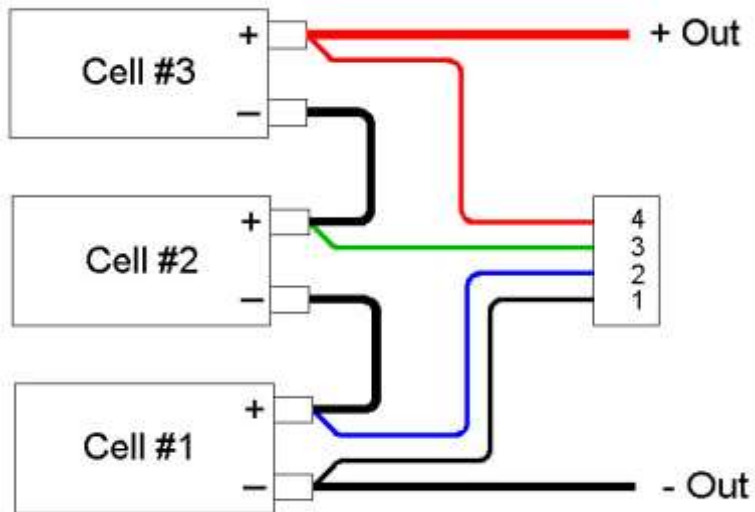 + + Out
Cell #3
−
4
+ 3
Cell #2 2
− 1
+
Cell #1
− - Out